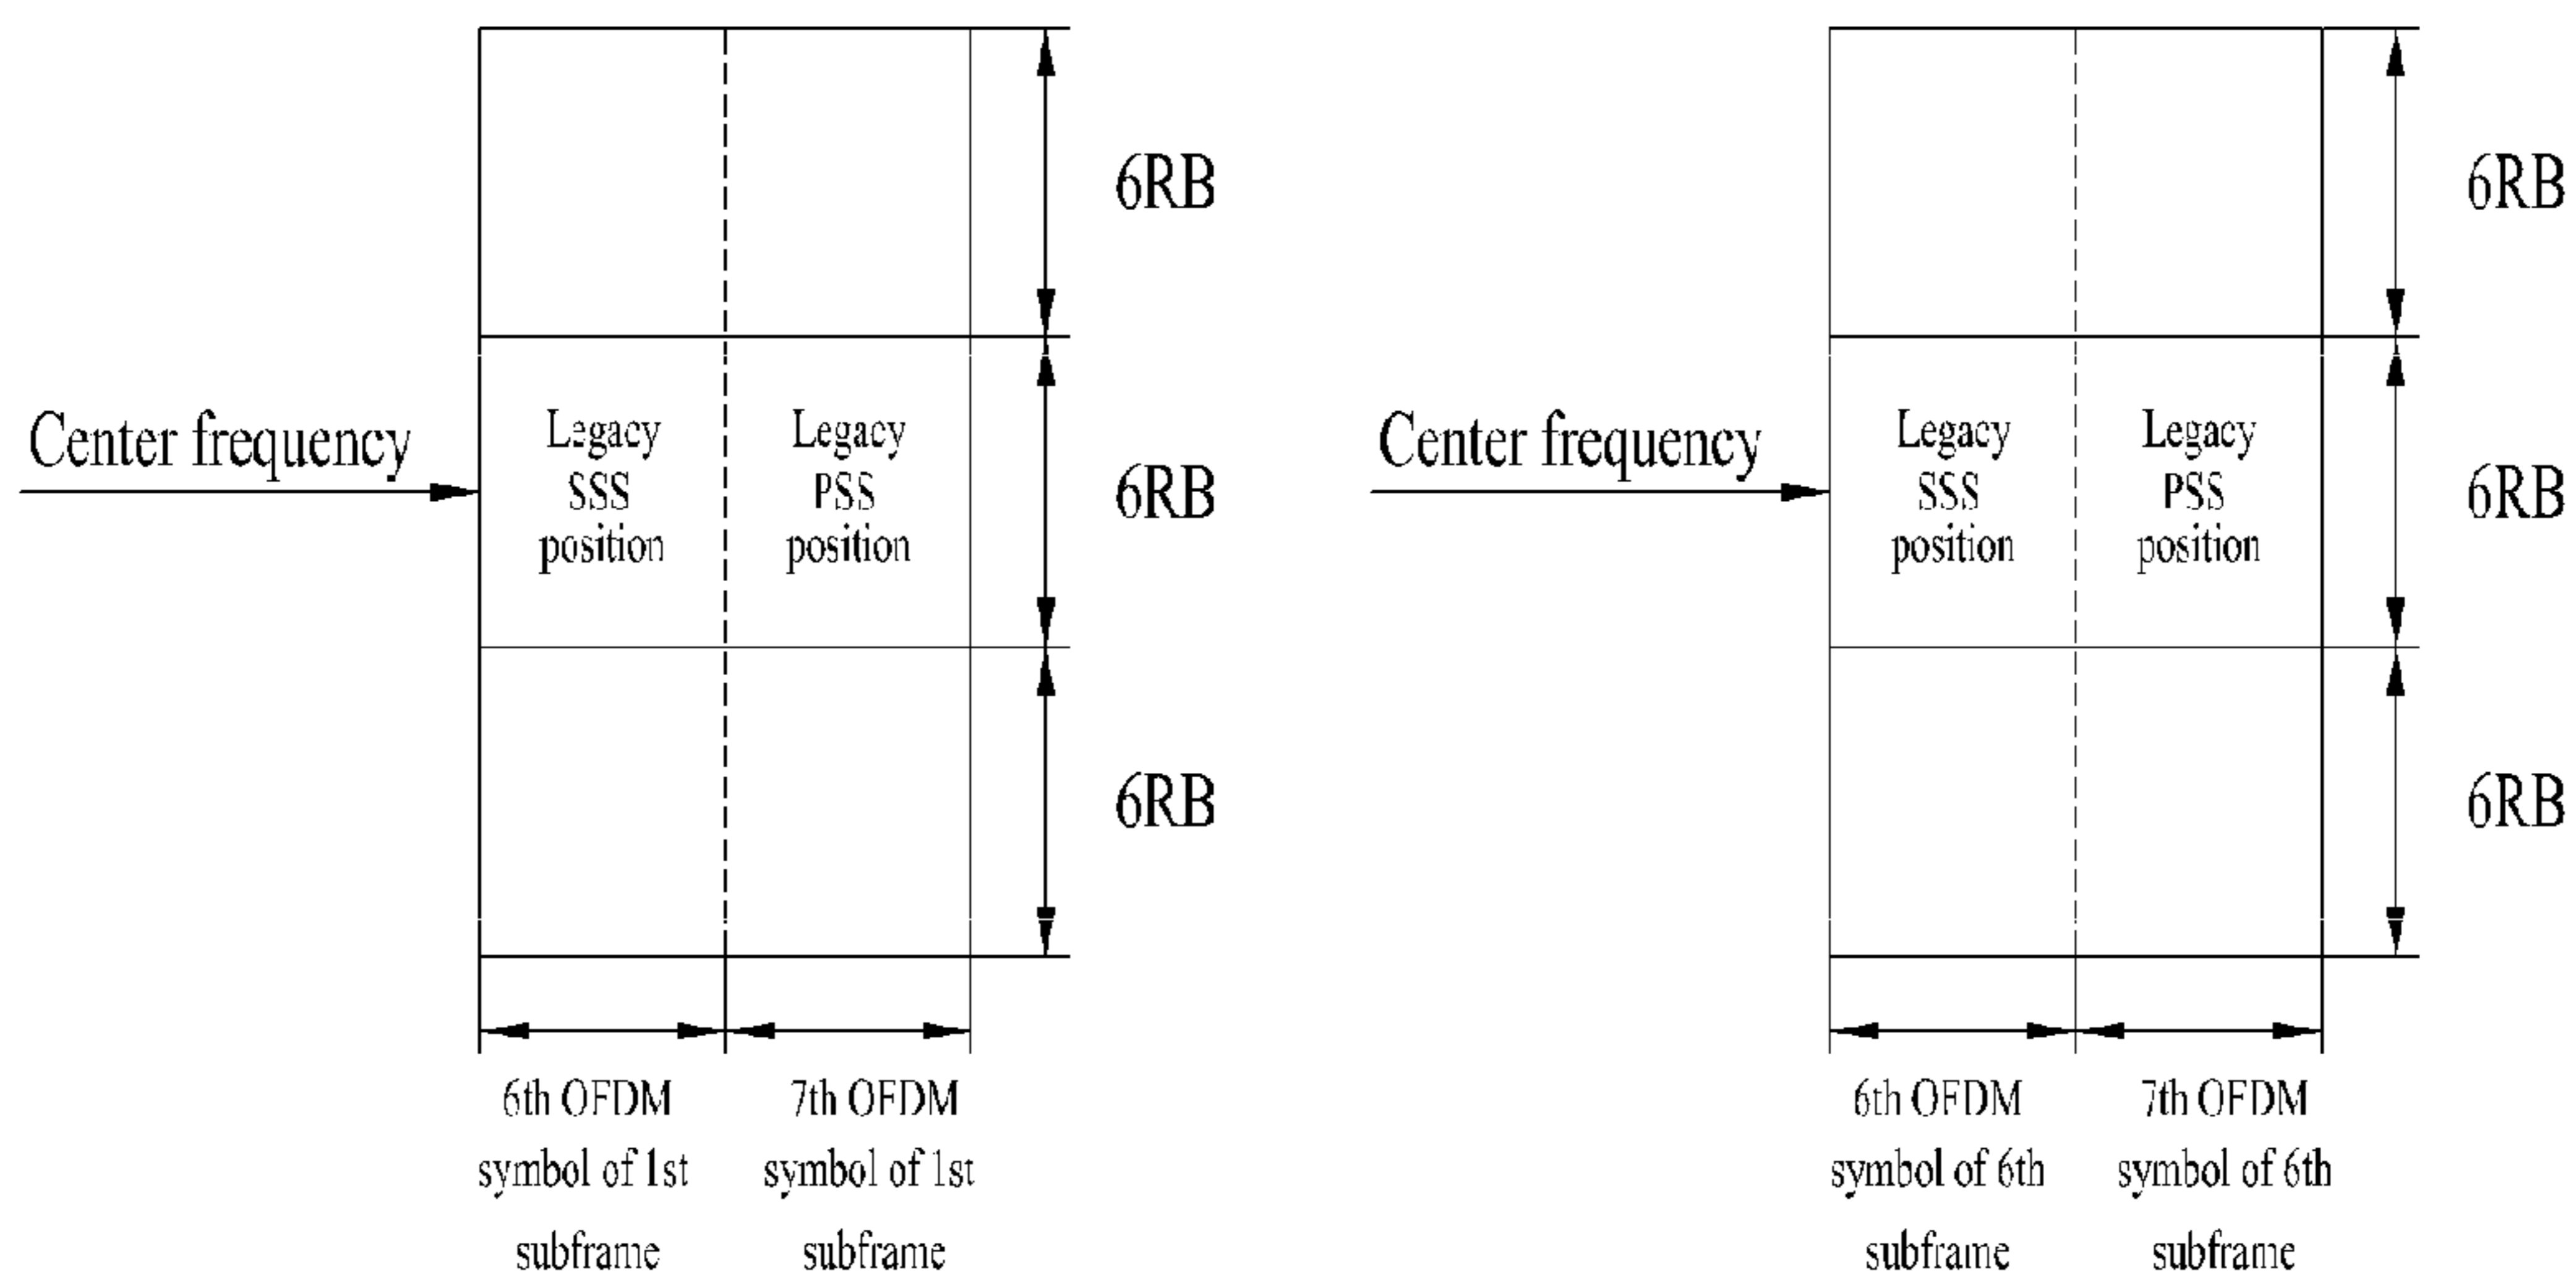 6RB
Center frequency
Legacy
SSS
position
Legacy
PSS
position
6RB
6RB
6th OFDM
symbol of 1st
subframe
7th OFDM
symbol of 1st
subframe
6RB
Center frequency
Legacy
SSS
position
Legacy
PSS
position
6RB
6RB
6th OFDM
symbol of 6th
subframe
7th OFDM
symbol of 6th
subframe